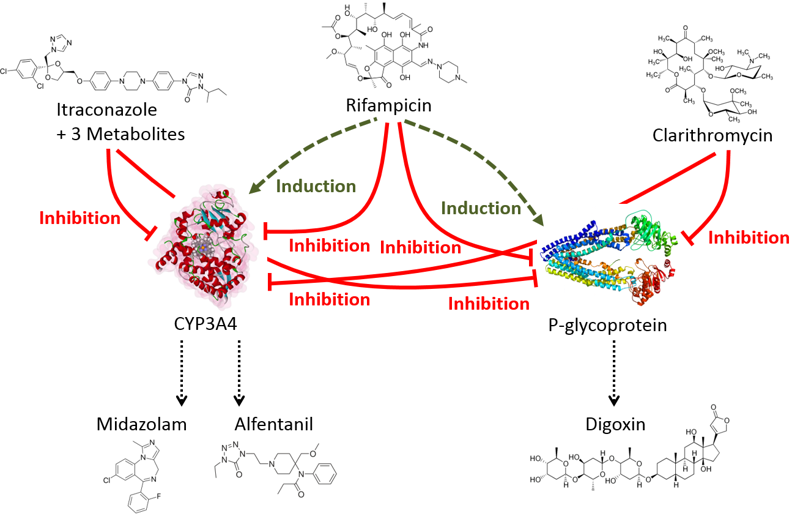 Itraconazole
+ 3 Metabolites
Rifampicin
Clarithromycin
Induction
Induction
Inhibition
Inhibition
Inhibition
Inhibition
Inhibition
Inhibition
CYP3A4
P-glycoprotein
Midazolam
Alfentanil
Digoxin